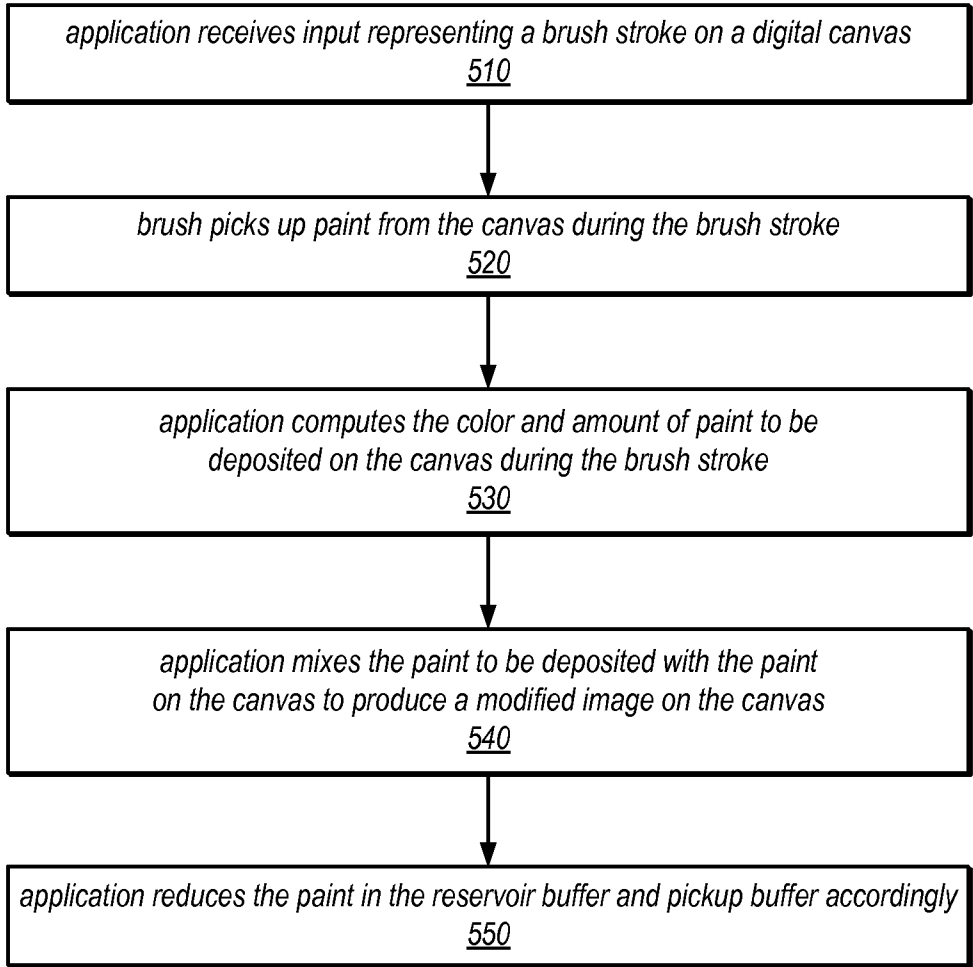 application receives input representing a brush stroke on a digital canvas
510
brush picks up paint from the canvas during the brush stroke
520
application computes the color and amount of paint to be
deposited on the canvas during the brush stroke
530
application mixes the paint to be deposited with the paint
on the canvas to produce a modified image on the canvas
540
application reduces the paint in the reservoir buffer and pickup buffer accordingly
550